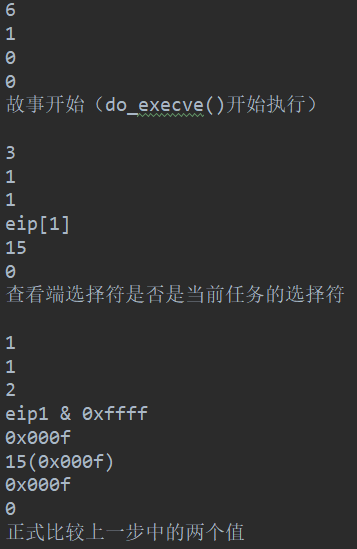 6
1
0
0
故事开始（do_execve()开始执行）
3
1
1
eip[1]
15
0
查看端选择符是否是当前任务的选择符
1
1
2
eip1 & 0xffff
0x000f
15(0x000f)
0x000f
0
正式比较上一步中的两个值